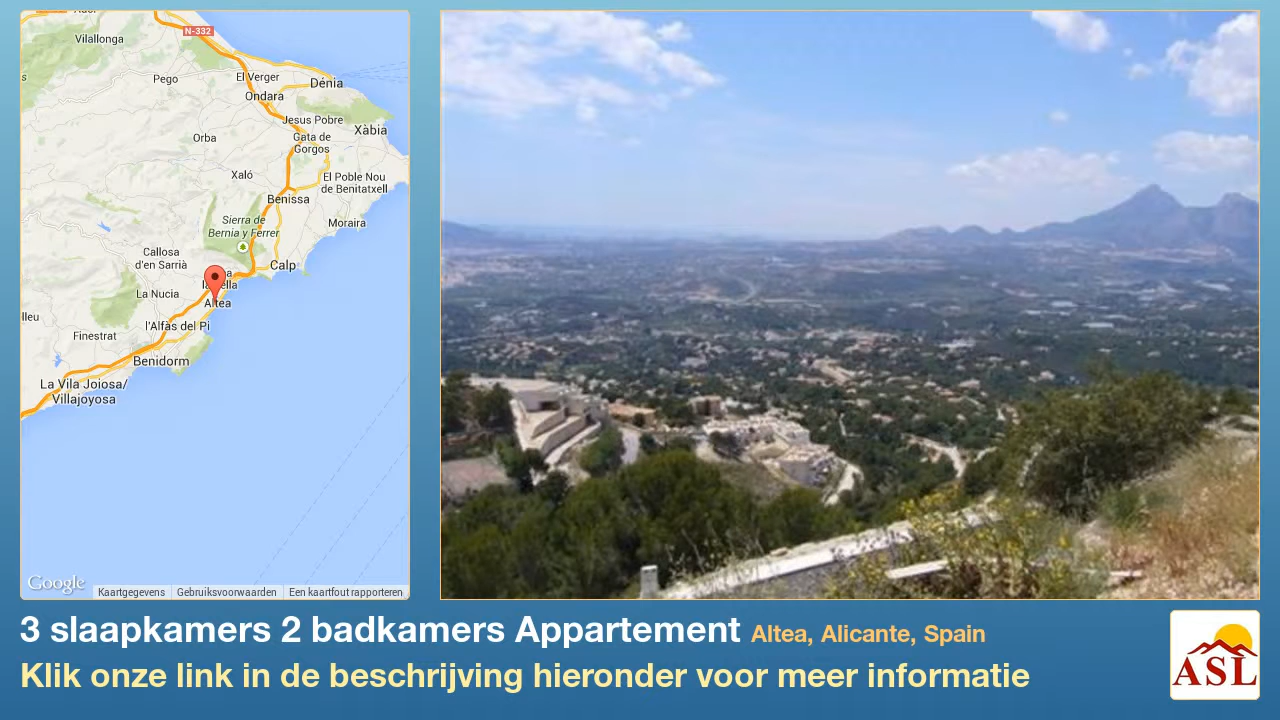 N-332
Vilallonga
Pego
El Verger
Dénia
Ondara
Jesus Pobre
Xàbia
Orba
Gata de
Gorgos
Xaló
El Poble Nou
de Benitatxell
Benissa
Sierra de
Bernia y Ferrer
Moraira
Callosa
d'en Sarrià
Calp
La Nucia
Altea
lleu
l'Alfàs del Pi
Finestrat
Benidorm
La Vila Joiosa/
Villajoyosa
Google
Kaartgegevens Gebruiksvoorwaarden Een kaartfout rapporteren
3 slaapkamers 2 badkamers Appartement Altea, Alicante, Spain
Klik onze link in de beschrijving hieronder voor meer informatie
ASL